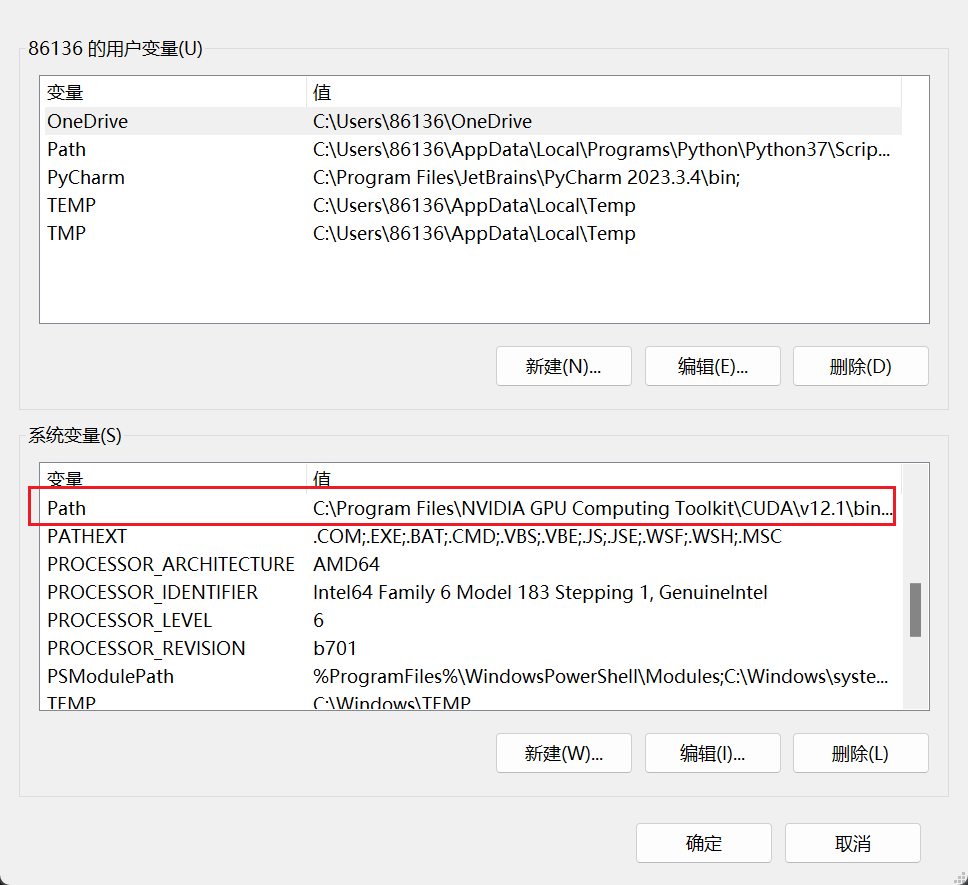 86136 的用户变量(U)
变量 值
OneDrive C:\Users\86136\OneDrive
Path C:\Users\86136\AppData\Local\Programs\Python\Python37\Scrip...
PyCharm C:\Program Files\JetBrains\PyCharm 2023.3.4\bin;
TEMP C:\Users\86136\AppData\Local\Temp
TMP C:\Users\86136\AppData\Local\Temp
新建(N)... 编辑(E)... 删除(D)
系统变量(S)
变量 值
Path C:\Program Files\NVIDIA GPU Computing Toolkit\CUDA\v12.1\bin...
PATHEXT .COM;.EXE;.BAT;.CMD;.VBS;.VBE;.JS;.JSE;.WSF;.WSH;.MSC
PROCESSOR_ARCHITECTURE AMD64
PROCESSOR_IDENTIFIER Intel64 Family 6 Model 183 Stepping 1, GenuineIntel
PROCESSOR_LEVEL 6
PROCESSOR_REVISION b701
PSModulePath %ProgramFiles%\WindowsPowerShell\Modules;C:\Windows\syste...
TEMP C:\Windows\TEMP
新建(W)... 编辑(I)... 删除(L)
确定 取消